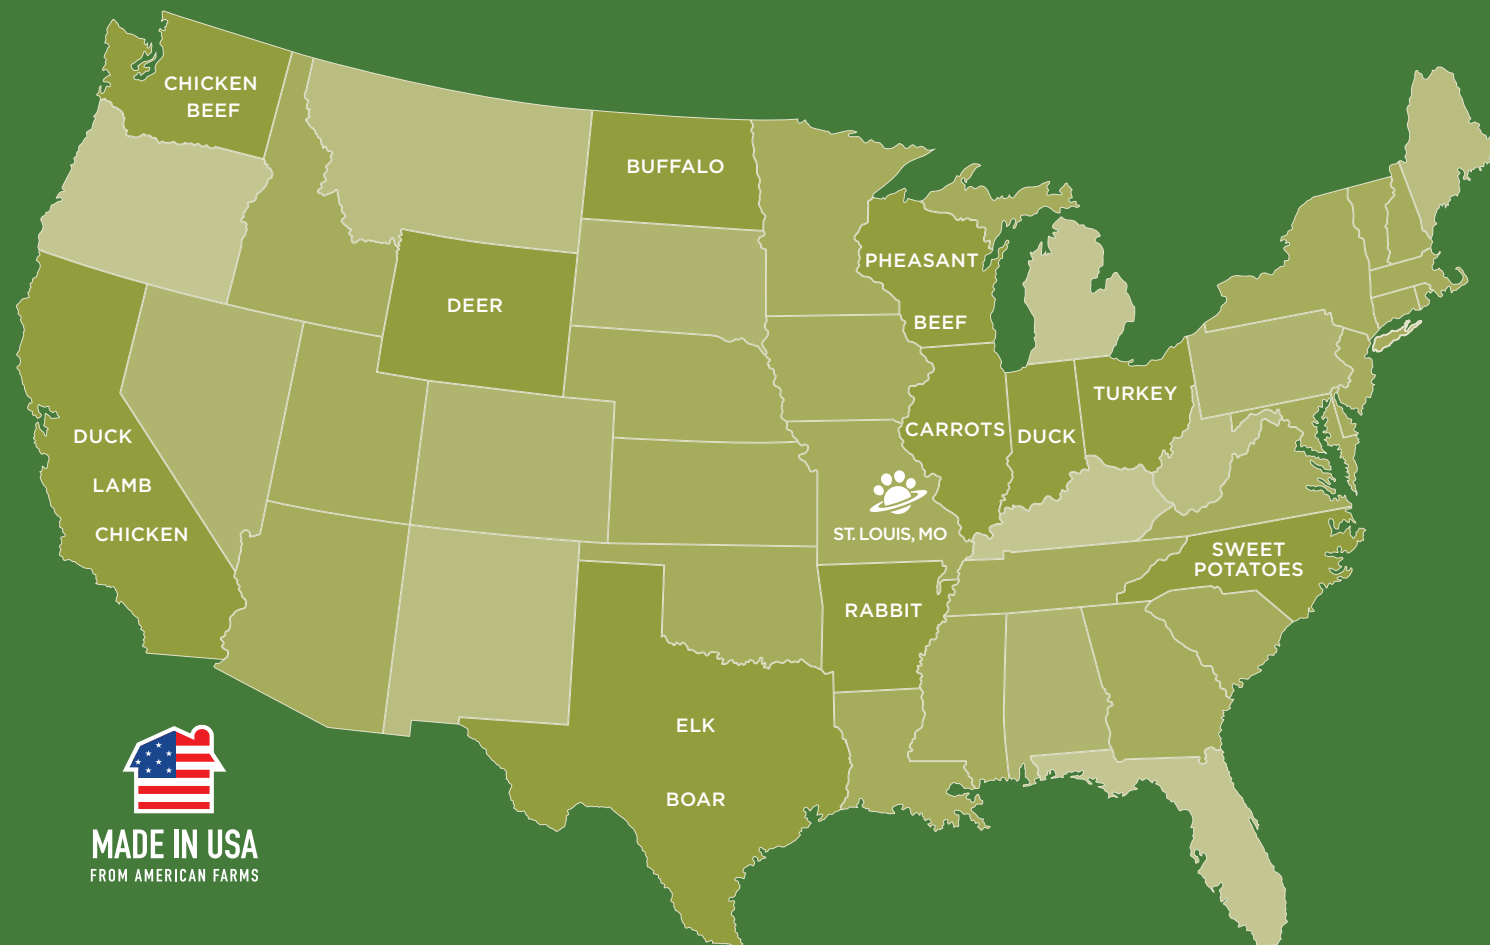 CHICKEN
BEEF
BUFFALO
PHEASANT
DEER
BEEF
TURKEY
CARROTS
DUCK
DUCK
LAMB
CHICKEN
ST. LOUIS, MO
SWEET
POTATOES
RABBIT
ELK
BOAR
MADE IN USA
FROM AMERICAN FARMS